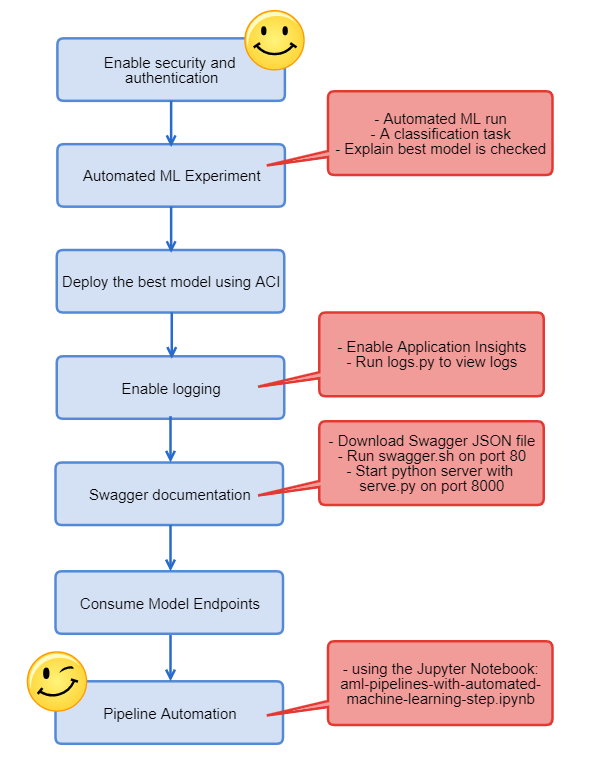 Enable security and
authentication
- Automated ML run
- A classification task
- Explain best model is checked
Automated ML Experiment
Deploy the best model using ACI
- Enable Application Insights
- Run logs.py to view logs
Enable logging
- Download Swagger JSON file
- Run swagger.sh on port 80
- Start python server with
serve.py on port 8000
Swagger documentation
Consume Model Endpoints
- using the Jupyter Notebook:
aml-pipelines-with-automated-
machine-learning-step.ipynb
Pipeline Automation